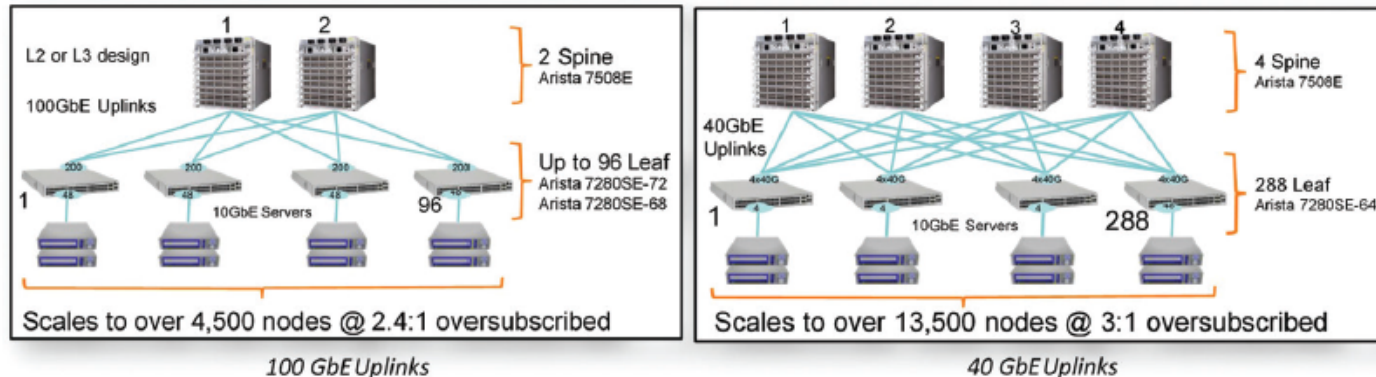 1 2
L2 or L3 design
2 Spine
Arista 7508E
100GbE Uplinks
200 200 200 200
Up to 96 Leaf
Arista 7280SE-72
Arista 7280SE-68
48 48 48
1 10GbE Servers 96
Scales to over 4,500 nodes @ 2.4:1 oversubscribed
100 GbE Uplinks
1 2 3 4
4 Spine
Arista 7508E
40GbE
Uplinks
4x40G 4x40G 4x40G 4x40G
288 Leaf
Arista 7280SE-64
1 10GbE Servers 288
Scales to over 13,500 nodes @ 3:1 oversubscribed
40 GbE Uplinks